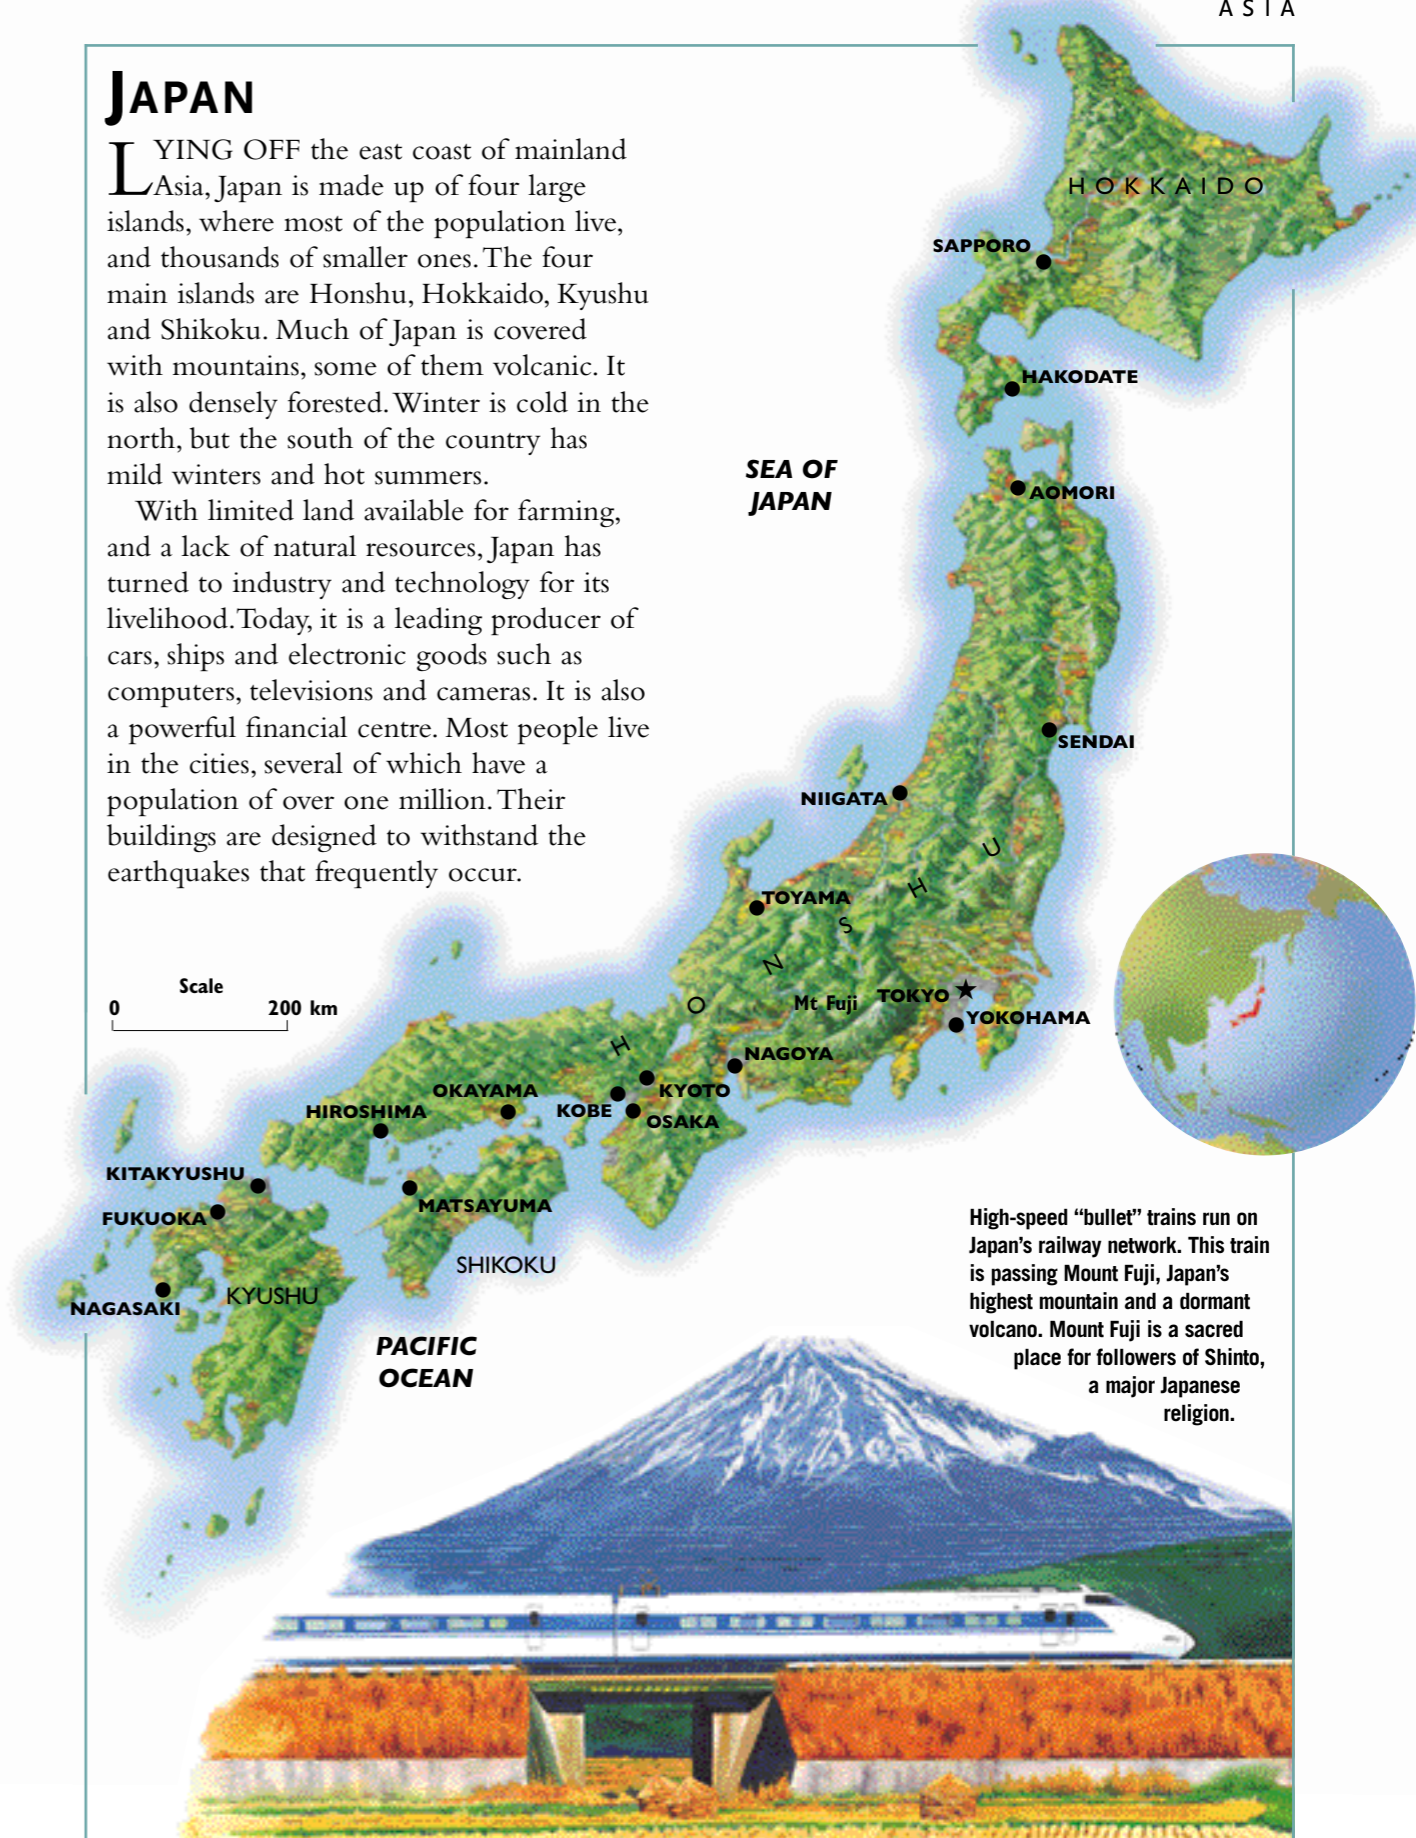 ASIA
JAPAN
LYING OFF the east coast of mainland
Asia, Japan is made up of four large
islands, where most of the population live,
and thousands of smaller ones. The four
main islands are Honshu, Hokkaido, Kyushu
and Shikoku. Much of Japan is covered
with mountains, some of them volcanic. It
is also densely forested. Winter is cold in the
north, but the south of the country has
mild winters and hot summers.
With limited land available for farming,
and a lack of natural resources, Japan has
turned to industry and technology for its
livelihood. Today, it is a leading producer of
cars, ships and electronic goods such as
computers, televisions and cameras. It is also
a powerful financial centre. Most people live
in the cities, several of which have a
population of over one million. Their
buildings are designed to withstand the
earthquakes that frequently occur.
HOKKAIDO
SAPPORO
HAKODATE
SEA OF
JAPAN
AOMORI
SENDAI
NIIGATA
TOYAMA
HONSHU
Mt Fuji
TOKYO
YOKOHAMA
Scale
0 200 km
NAGOYA
KYOTO
OKAYAMA
KOBE
OSAKA
HIROSHIMA
KITAKYUSHU
MATSAYUMA
FUKUOKA
SHIKOKU
KYUSHU
NAGASAKI
PACIFIC
OCEAN
High-speed “bullet” trains run on
Japan’s railway network. This train
is passing Mount Fuji, Japan’s
highest mountain and a dormant
volcano. Mount Fuji is a sacred
place for followers of Shinto,
a major Japanese
religion.